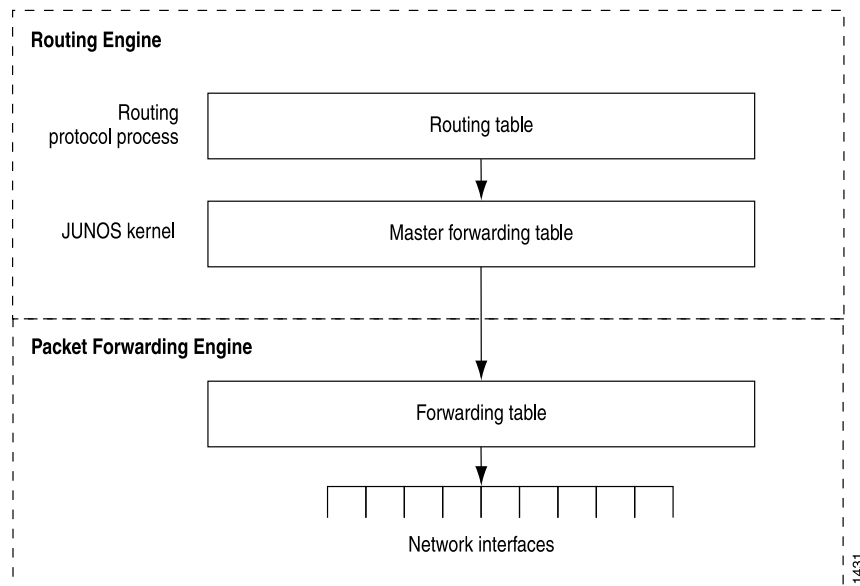 Routing Engine
Routing
protocol process
Routing table
JUNOS kernel
Master forwarding table
Packet Forwarding Engine
Forwarding table
Network interfaces
1431